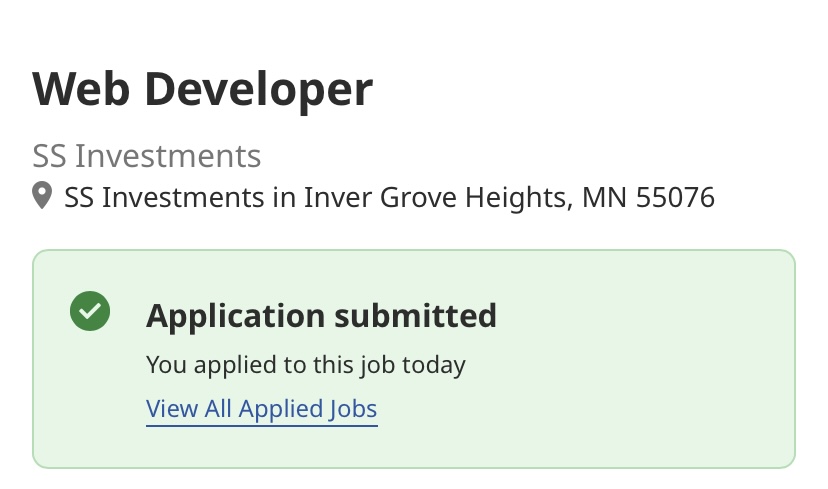 Web Developer
SS Investments
SS Investments in Inver Grove Heights, MN 55076
Application submitted
You applied to this job today
View All Applied Jobs